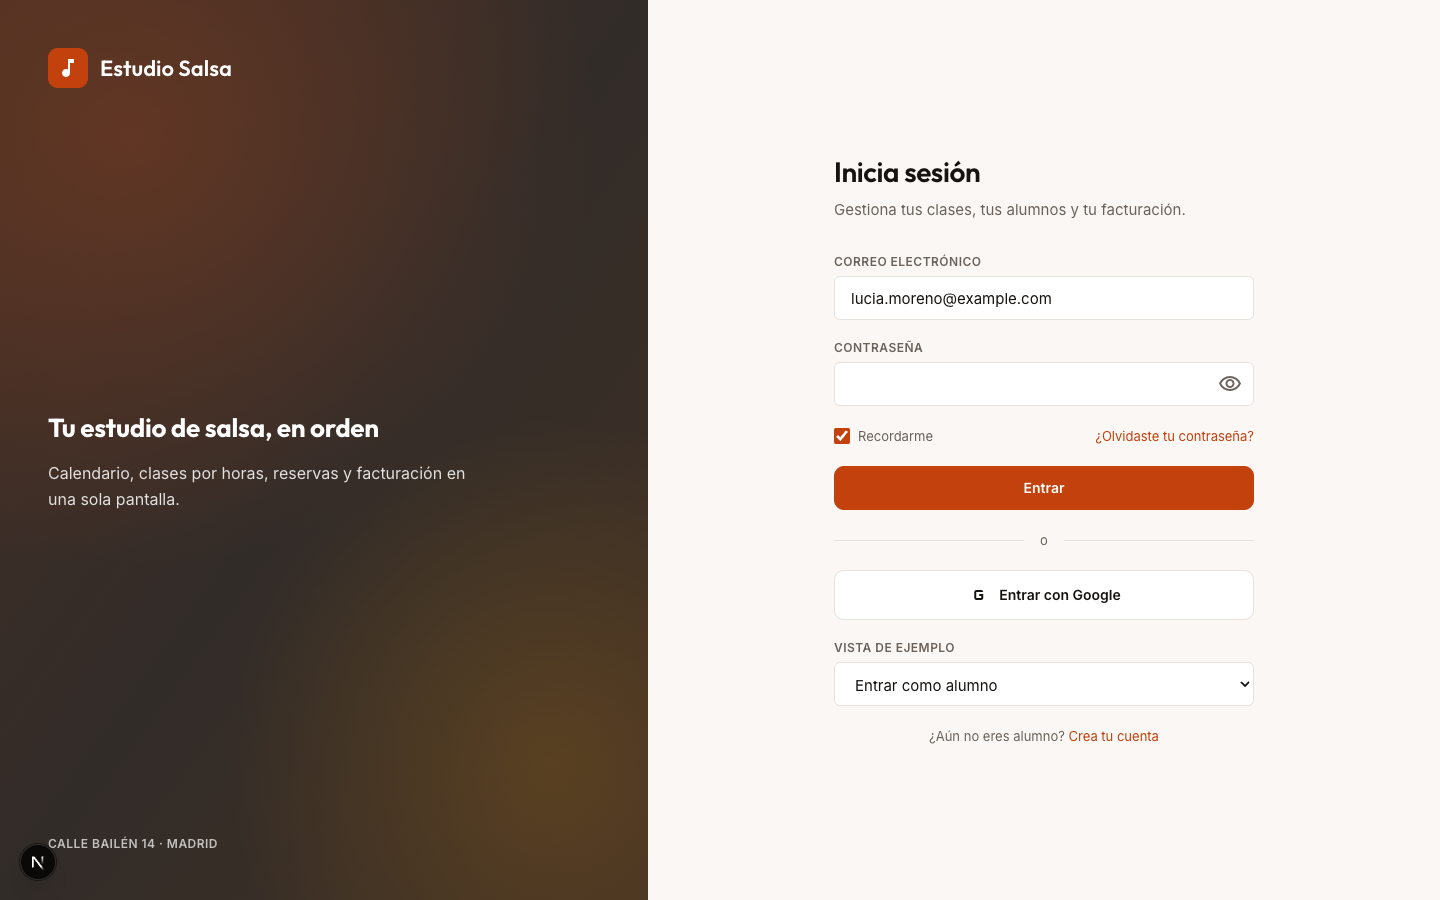 Estudio Salsa
Tu estudio de salsa, en orden
Calendario, clases por horas, reservas y facturación en
una sola pantalla.
CALLE BAILÉN 14 · MADRID
N
Inicia sesión
Gestiona tus clases, tus alumnos y tu facturación.
CORREO ELECTRÓNICO
lucia.moreno@example.com
CONTRASEÑA
Recordarme
¿Olvidaste tu contraseña?
Entrar
o
G Entrar con Google
VISTA DE EJEMPLO
Entrar como alumno
¿Aún no eres alumno? Crea tu cuenta